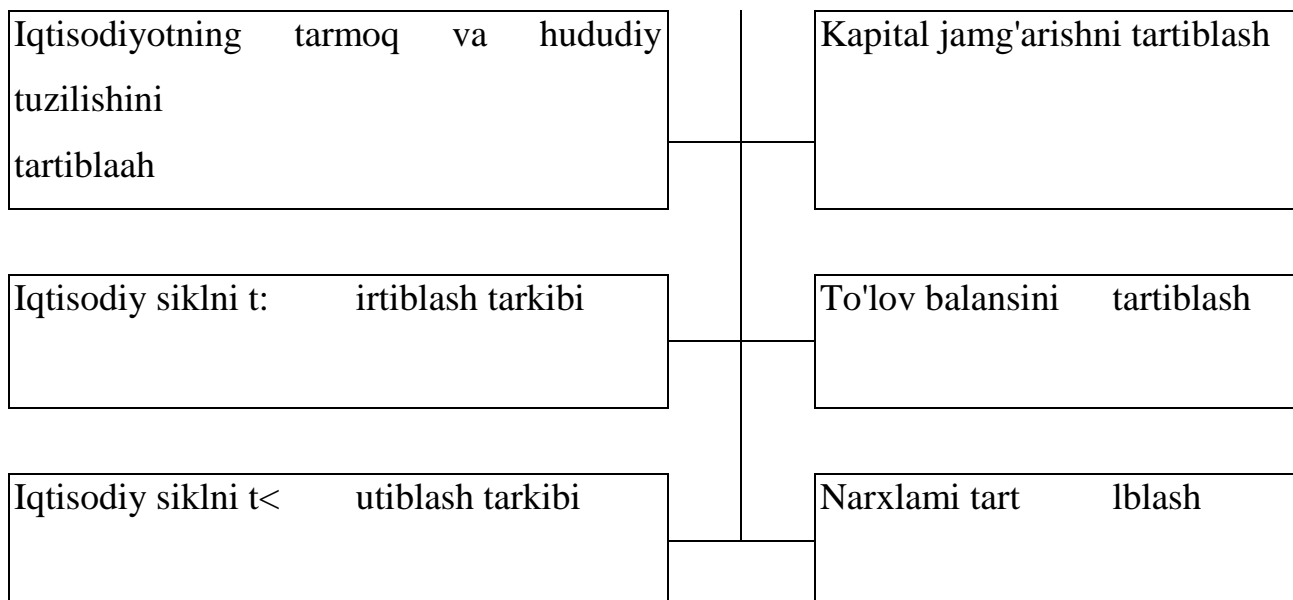 Iqtisodiyotning tarmoq va hududiy
tuzilishini
tartiblaah
Kapital jamg'arishni tartiblash
Iqtisodiy siklni t: irtiblash tarkibi
To'lov balansini tartiblash
Iqtisodiy siklni t< utiblash tarkibi
Narxlami tart lblash